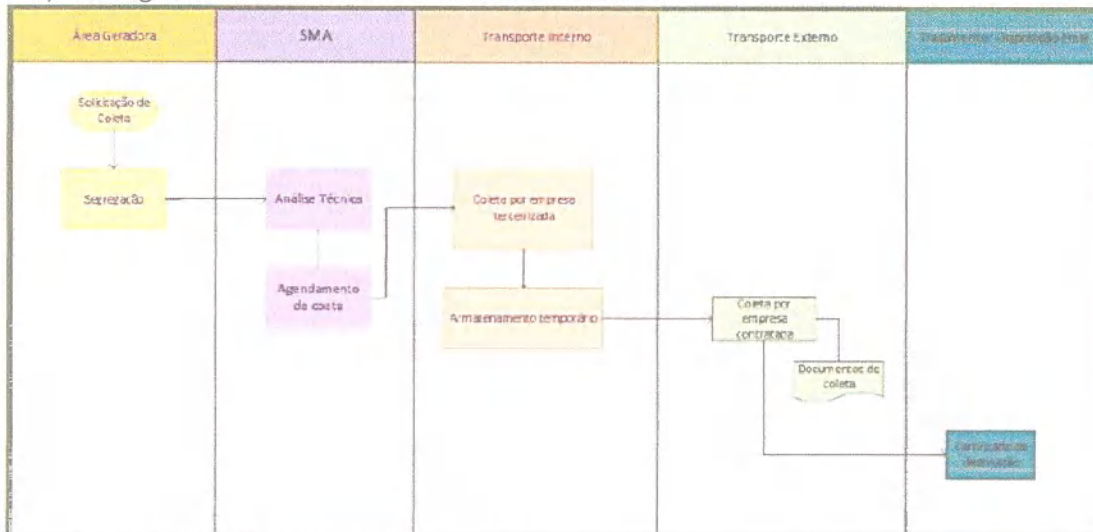 Área Geradora
SMA
Transporte Interno
Transporte Externo
Solicitação de
Coleta
Segregação
Análise Técnica
Agendamento
da coleta
Coleta por empresa
terceirizada
Armazenamento temporário
Coleta por
empresa
contratada
Documentos de
coleta